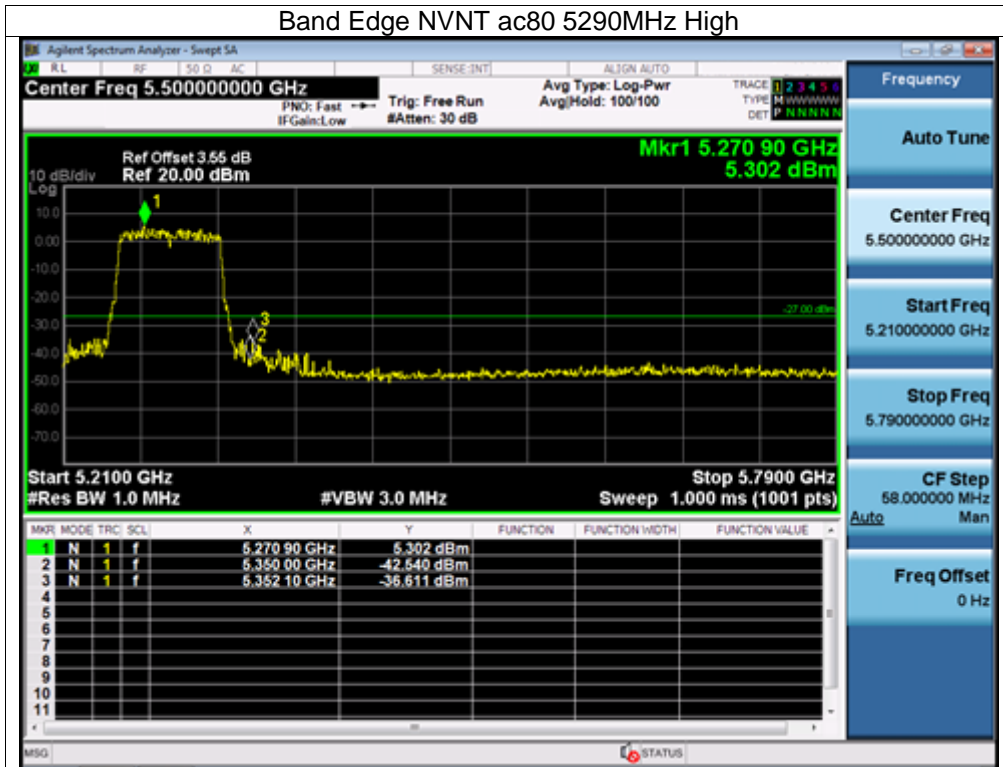 Band Edge NVNT ac80 5290MHz High
Agilent Spectrum Analyzer - Swept SA
RL RF 50 Ω AC SENSE:INT ALIGN AUTO
Center Freq 5.500000000 GHz
PNO: Fast
IFGain:Low
Trig: Free Run
#Atten: 30 dB
Avg Type: Log-Pwr
Avg|Hold: 100/100
TRACE 1 2 3 4 5 6
TYPE M WWWWW
DET P N N N N N
Ref Offset 3.55 dB
Ref 20.00 dBm
10 dB/div
Log
Mkr1 5.270 90 GHz
5.302 dBm
1
10.0
0.00
-10.0
-20.0
-27.00 dBm
-30.0
3
2
-40.0
-50.0
-60.0
-70.0
Start 5.2100 GHz Stop 5.7900 GHz
#Res BW 1.0 MHz #VBW 3.0 MHz Sweep 1.000 ms (1001 pts)
MKR MODE TRC SCL X Y FUNCTION FUNCTION WIDTH FUNCTION VALUE
1 N 1 f 5.270 90 GHz 5.302 dBm
2 N 1 f 5.350 00 GHz -42.540 dBm
3 N 1 f 5.352 10 GHz -36.611 dBm
4
5
6
7
8
9
10
11
MSG STATUS
Frequency
Auto Tune
Center Freq
5.500000000 GHz
Start Freq
5.210000000 GHz
Stop Freq
5.790000000 GHz
CF Step
58.000000 MHz
Auto Man
Freq Offset
0 Hz